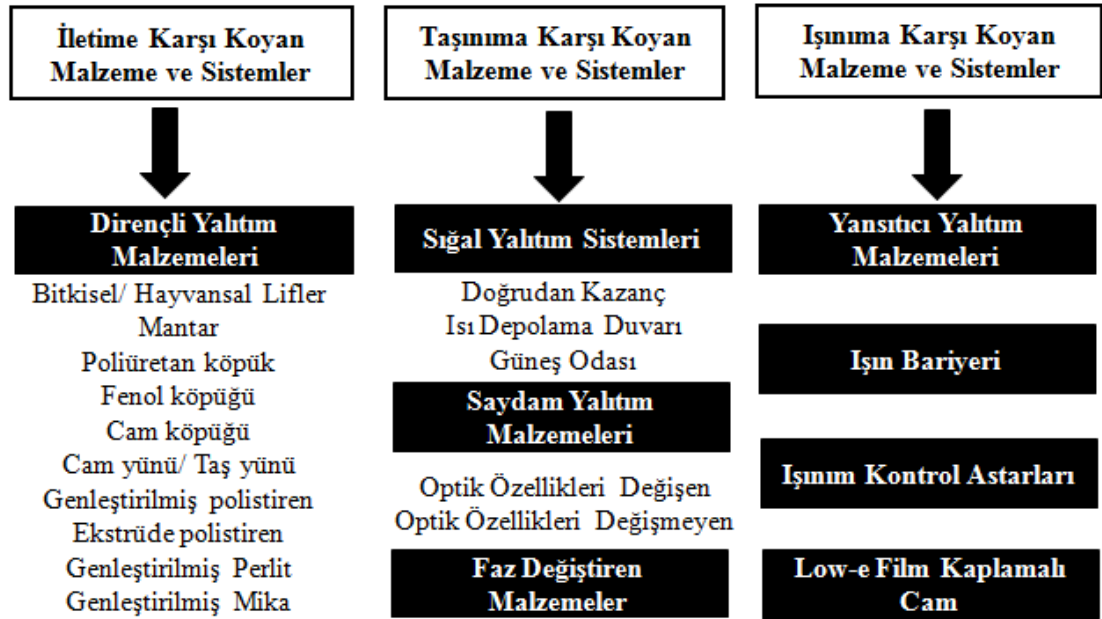 İletime Karşı Koyan
Malzeme ve Sistemler
Dirençli Yalıtım
Malzemeleri
Bitkisel/ Hayvansal Lifler
Mantar
Poliüretan köpük
Fenol köpüğü
Cam köpüğü
Cam yünü/ Taş yünü
Genleştirilmiş polistiren
Ekstrüde polistiren
Genleştirilmiş Perlit
Genleştirilmiş Mika
Taşınıma Karşı Koyan
Malzeme ve Sistemler
Sığal Yalıtım Sistemleri
Doğrudan Kazanç
Isı Depolama Duvarı
Güneş Odası
Saydam Yalıtım
Malzemeleri
Optik Özellikleri Değişen
Optik Özellikleri Değişmeyen
Faz Değiştiren
Malzemeler
Işınıma Karşı Koyan
Malzeme ve Sistemler
Yansıtıcı Yalıtım
Malzemeleri
Işın Bariyeri
Işınım Kontrol Astarları
Low-e Film Kaplamalı
Cam